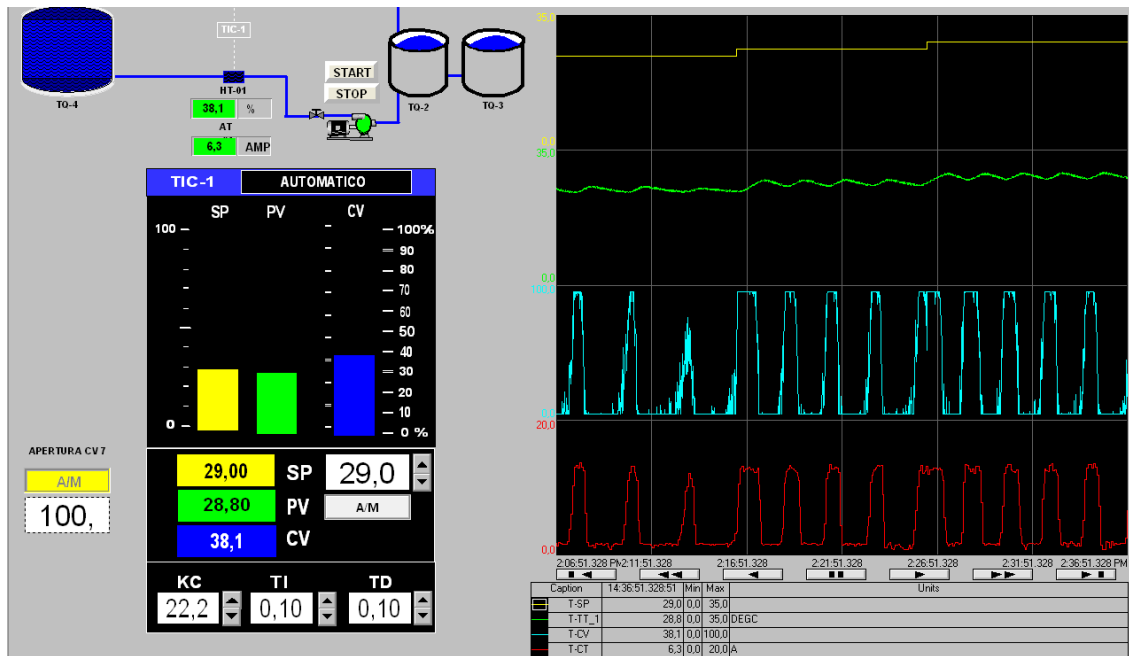 TIC-1
TQ-4
HT-01
38,1 %
AT
6,3 AMP
START
STOP
TQ-2
TQ-3
TIC-1 AUTOMATICO
SP PV CV
100
0
100%
90
80
70
60
50
40
30
20
10
0 %
APERTURA CV 7
A/M
100,
29,00 SP 29,0
28,80 PV A/M
38,1 CV
KC TI TD
22,2 0,10 0,10
35,0
0,0
35,0
0,0
100,0
0,0
20,0
0,0
2:06:51.328 PM 2:11:51.328 2:16:51.328 2:21:51.328 2:26:51.328 2:31:51.328 2:36:51.328 PM
Caption 14:36:51.328:51 Min Max Units
T-SP 29,0 0,0 35,0
T-TT_1 28,8 0,0 35,0 DEGC
T-CV 38,1 0,0 100,0
T-CT 6,3 0,0 20,0 A